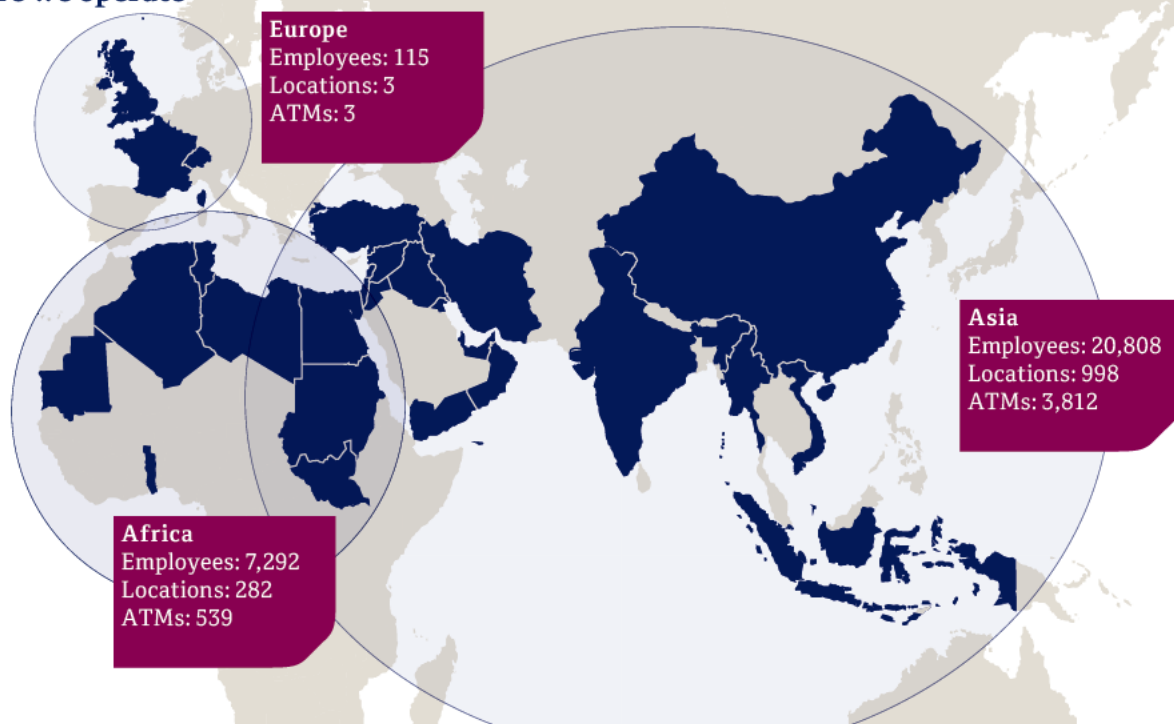 operate
Europe
Employees: 115
Locations: 3
ATMs: 3
Asia
Employees: 20,808
Locations: 998
ATMs: 3,812
Africa
Employees: 7,292
Locations: 282
ATMs: 539